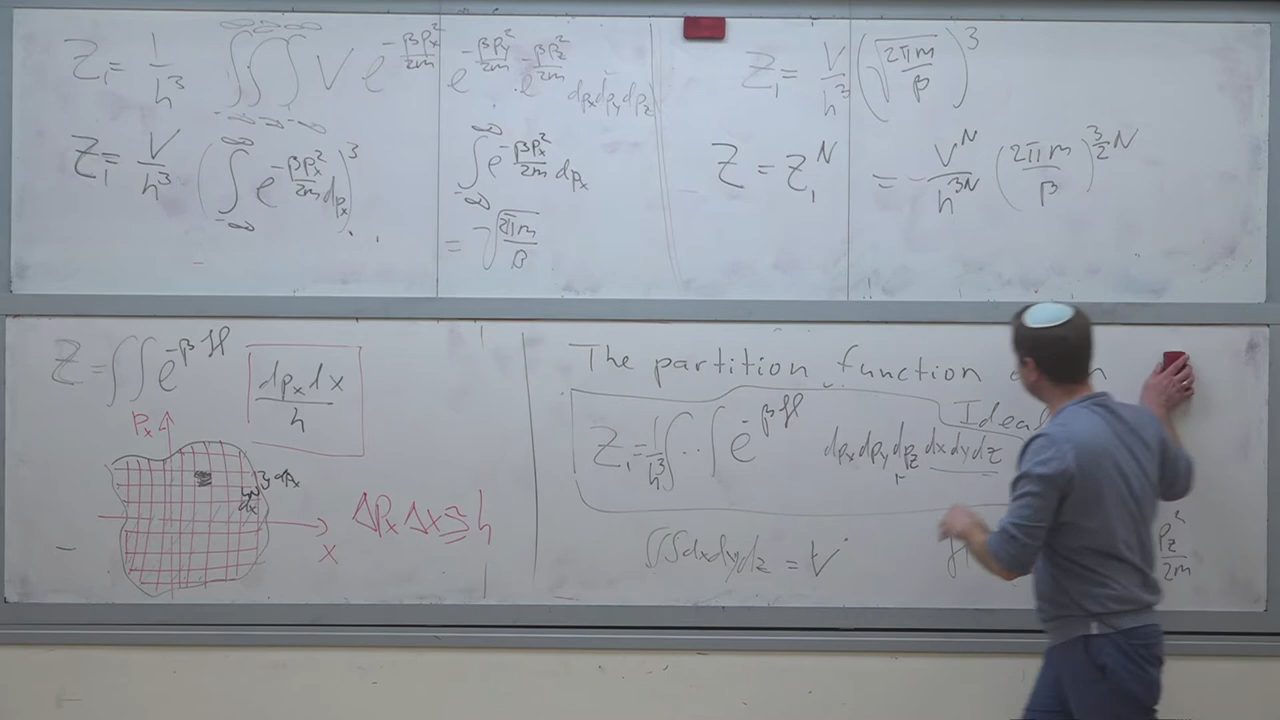 Z₁ = 1/h³ ∫∫∫ V e^(-βpx²/2m) e^(-βpy²/2m) · e^(-βpz²/2m) dpx dpy dpz
-∞ -∞ -∞
∞ ∞ ∞
Z₁ = V/h³ ( ∫_{-∞}^{∞} e^(-βpx²/2m) dpx )³
∫_{-∞}^{∞} e^(-βpx²/2m) dpx
= √(2πm/β)
Z₁ = V/h³ (√(2πm/β))³
Z = Z₁^N = V^N/h^(3N) (2πm/β)^(3/2 N)
Z = ∫∫ e^(-βH) dpx dx / h
Px
dpx
dx
x
ΔPx Δx ≃ h
The partition function
Ideal
Z₁ = 1/h³ ∫··∫ e^(-βH) dpx dpy dpz dx dy dz
∫∫∫ dx dy dz = V
Pz²/2m